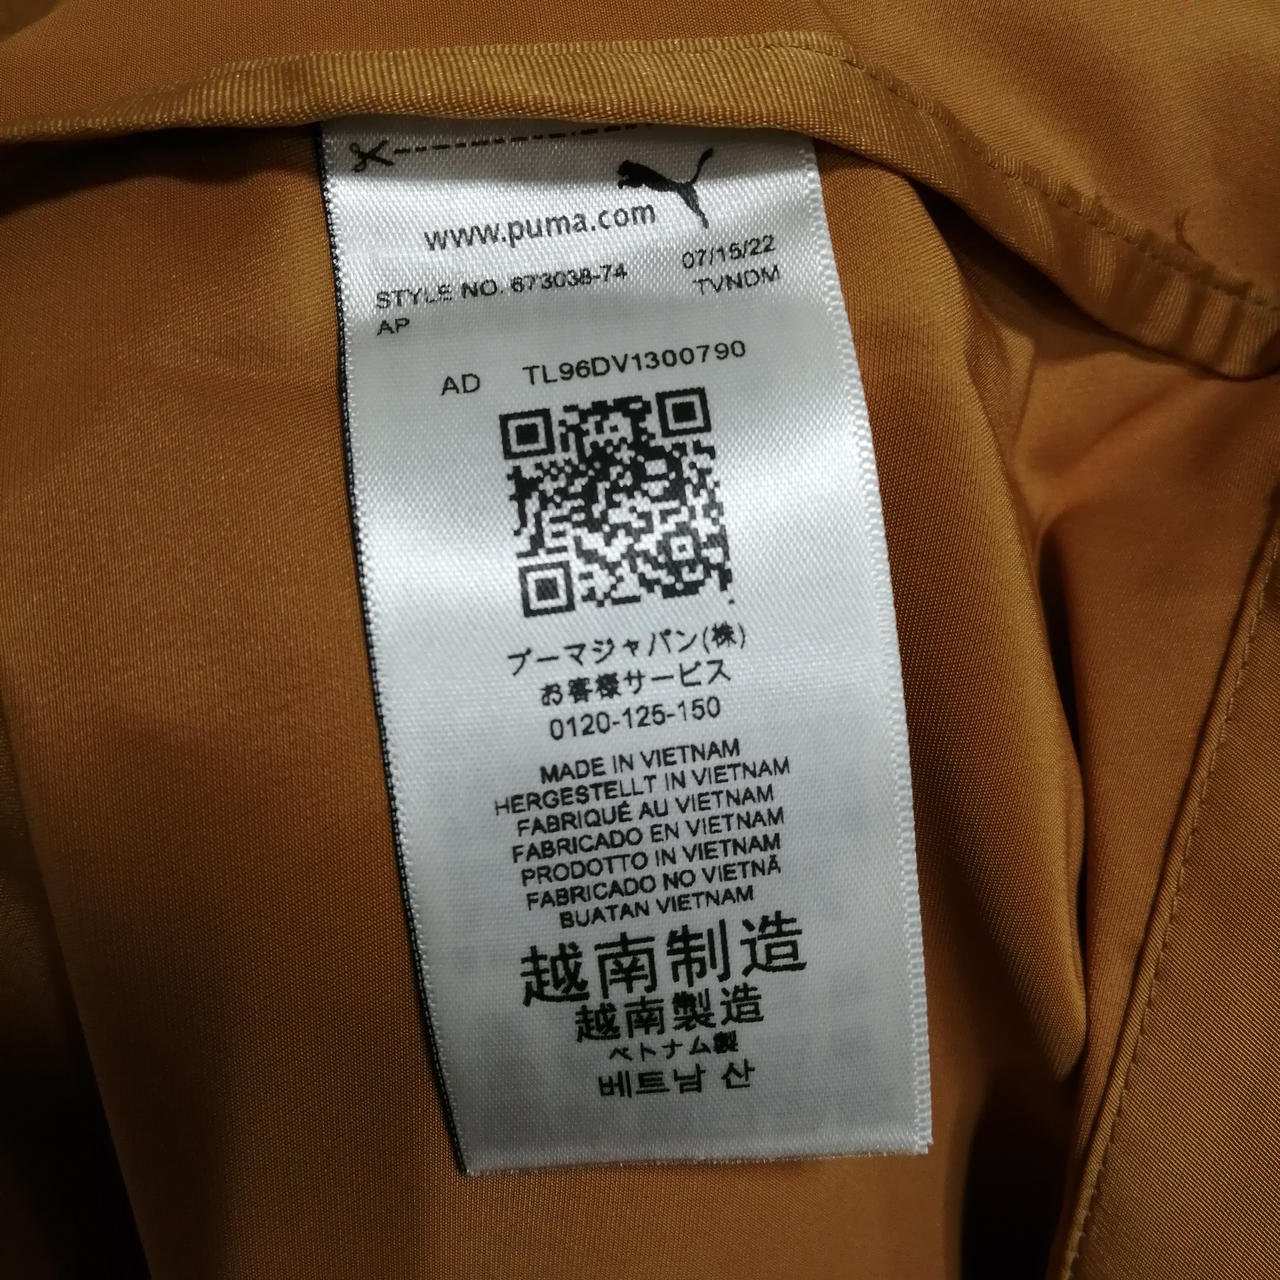 www.puma.com
STYLE NO. 673038-74 07/15/22
AP TVNDM
AD TL96DV1300790
プーマジャパン(株)
お客様サービス
0120-125-150
MADE IN VIETNAM
HERGESTELLT IN VIETNAM
FABRIQUÉ AU VIETNAM
FABRICADO EN VIETNAM
PRODOTTO IN VIETNAM
FABRICADO NO VIETNÃ
BUATAN VIETNAM
越南制造
越南製造
ベトナム製
베트남 산